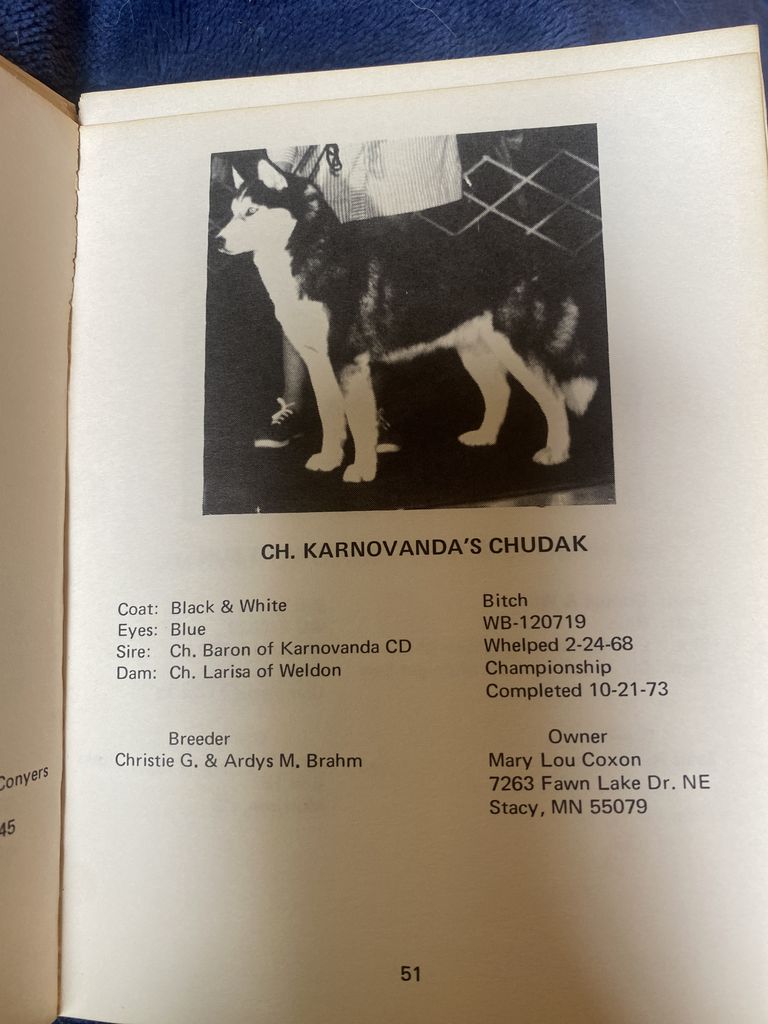 CH. KARNOVANDA'S CHUDAK
Coat: Black & White
Eyes: Blue
Sire: Ch. Baron of Karnovanda CD
Dam: Ch. Larisa of Weldon
Bitch
WB-120719
Whelped 2-24-68
Championship
Completed 10-21-73
Breeder
Christie G. & Ardys M. Brahm
Owner
Mary Lou Coxon
7263 Fawn Lake Dr. NE
Stacy, MN 55079
Conyers
45
51